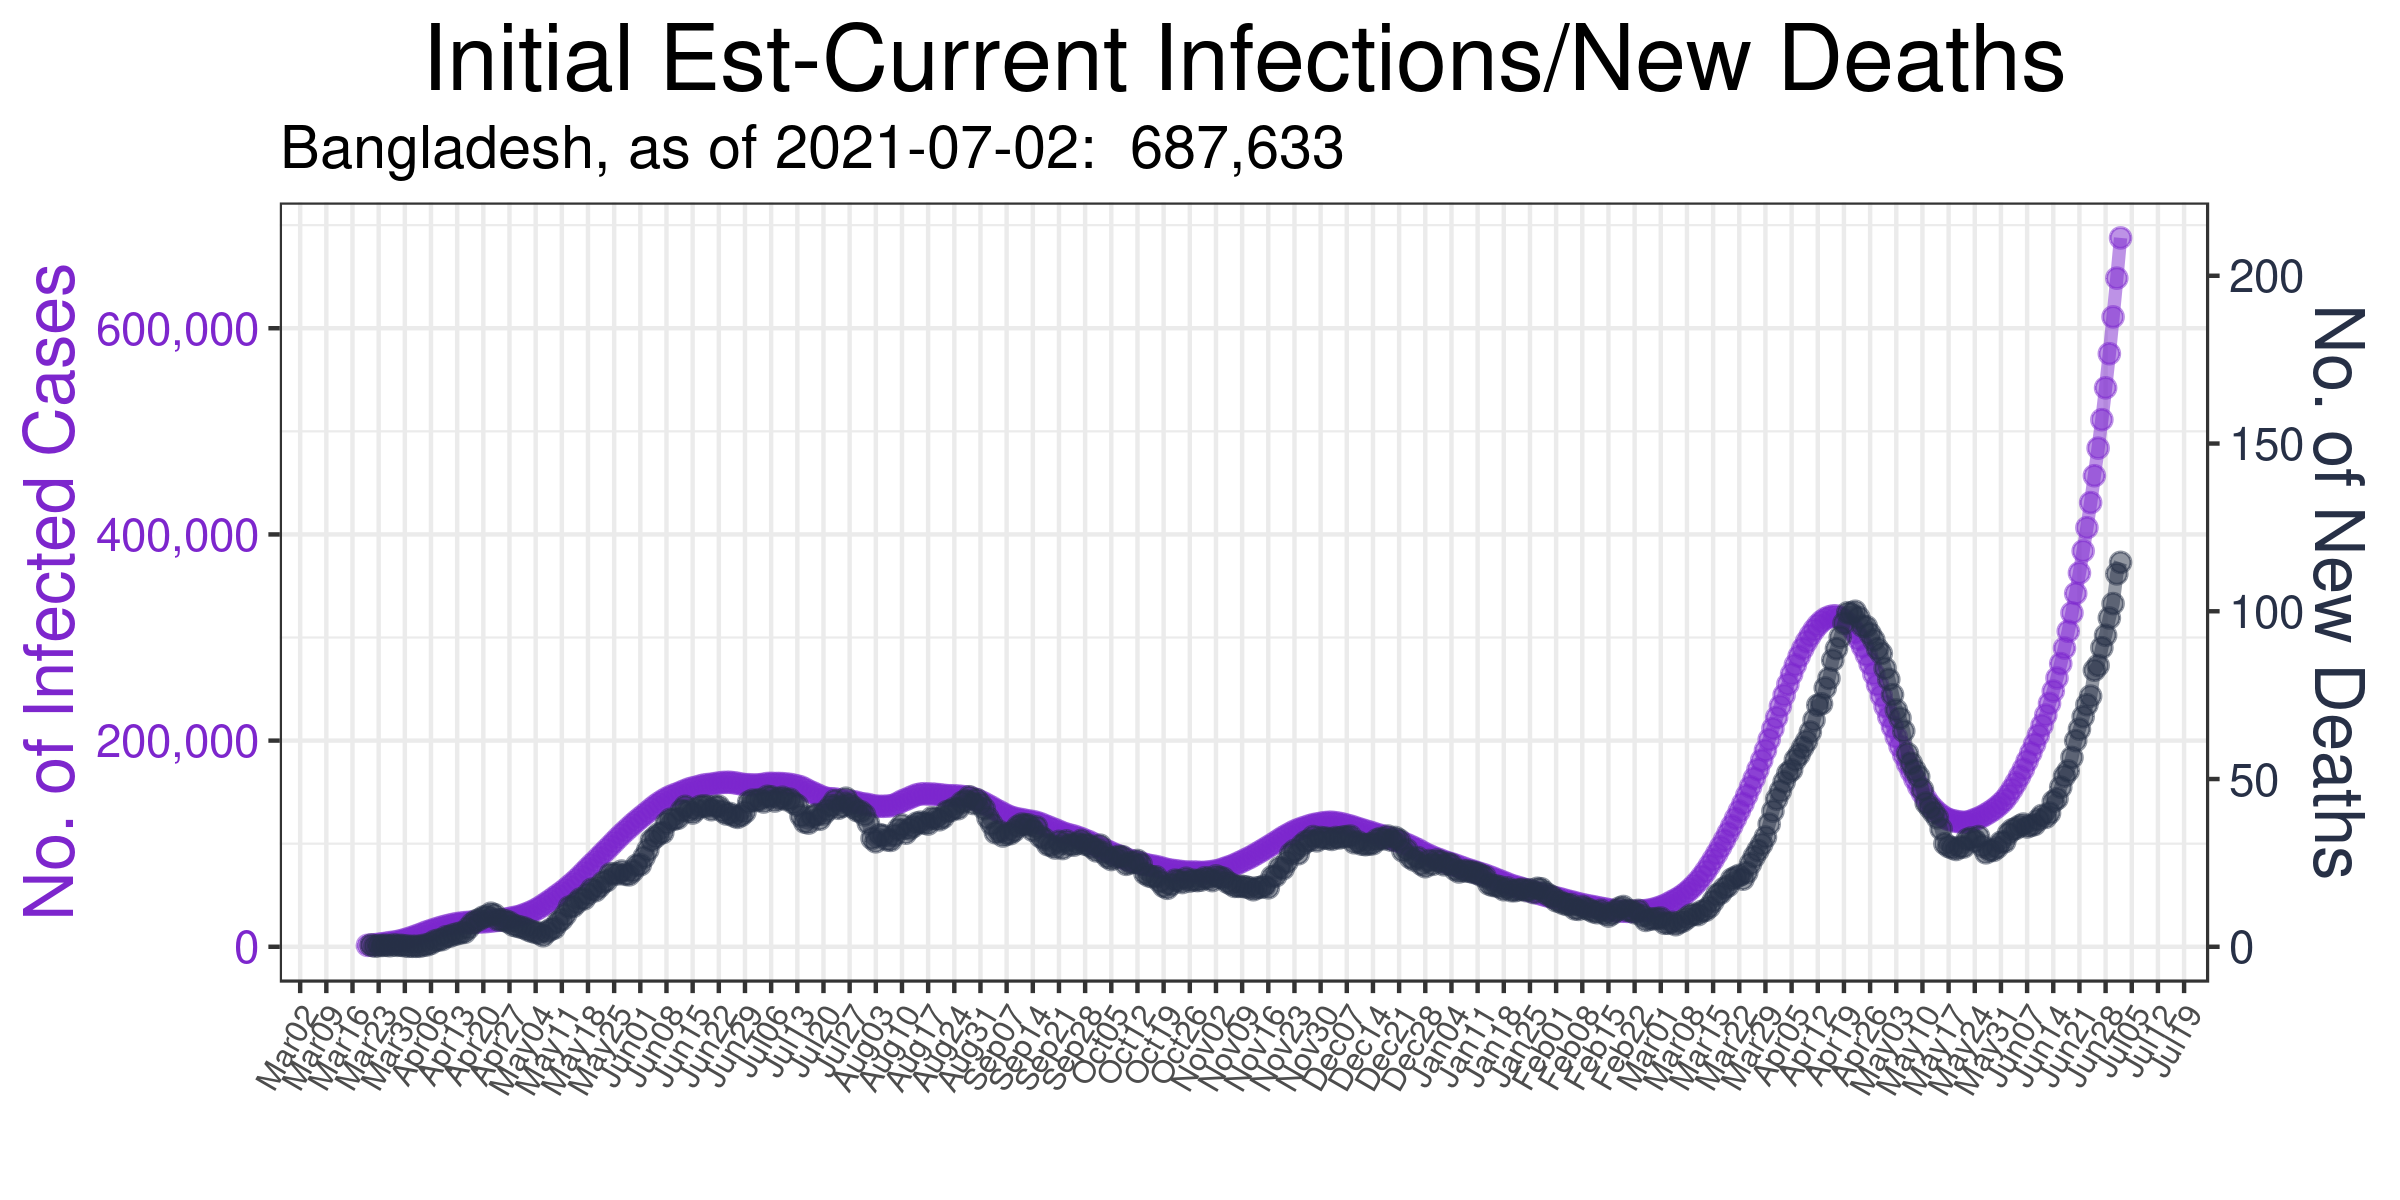 Initial Est-Current Infections/New Deaths
Bangladesh, as of 2021-07-02:  687,633
No. of Infected Cases
600,000
400,000
200,000
0
200
150
100
50
0
No. of New Deaths
Mar02
Mar09
Mar16
Mar23
Mar30
Apr06
Apr13
Apr20
Apr27
May04
May11
May18
May25
Jun01
Jun08
Jun15
Jun22
Jun29
Jul06
Jul13
Jul20
Jul27
Aug03
Aug10
Aug17
Aug24
Aug31
Sep07
Sep14
Sep21
Sep28
Oct05
Oct12
Oct19
Oct26
Nov02
Nov09
Nov16
Nov23
Nov30
Dec07
Dec14
Dec21
Dec28
Jan04
Jan11
Jan18
Jan25
Feb01
Feb08
Feb15
Feb22
Mar01
Mar08
Mar15
Mar22
Mar29
Apr05
Apr12
Apr19
Apr26
May03
May10
May17
May24
May31
Jun07
Jun14
Jun21
Jun28
Jul05
Jul12
Jul19